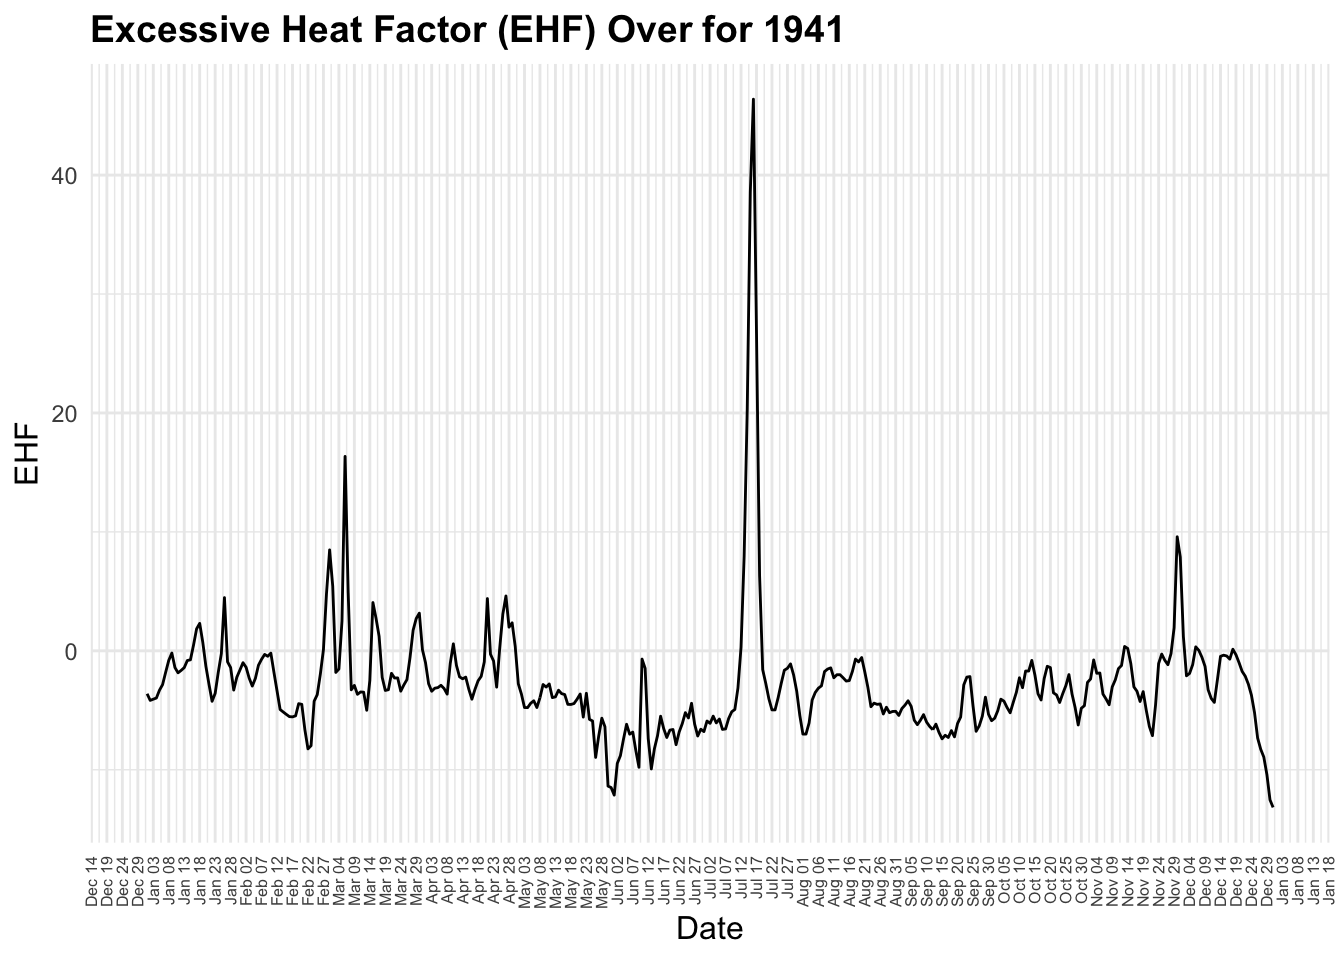 Excessive Heat Factor (EHF) Over for 1941
EHF
40
20
0
Dec 14
Dec 19
Dec 24
Dec 29
Jan 03
Jan 08
Jan 13
Jan 18
Jan 23
Jan 28
Feb 02
Feb 07
Feb 12
Feb 17
Feb 22
Feb 27
Mar 04
Mar 09
Mar 14
Mar 19
Mar 24
Mar 29
Apr 03
Apr 08
Apr 13
Apr 18
Apr 23
Apr 28
May 03
May 08
May 13
May 18
May 23
May 28
Jun 02
Jun 07
Jun 12
Jun 17
Jun 22
Jun 27
Jul 02
Jul 07
Jul 12
Jul 17
Jul 22
Jul 27
Aug 01
Aug 06
Aug 11
Aug 16
Aug 21
Aug 26
Aug 31
Sep 05
Sep 10
Sep 15
Sep 20
Sep 25
Sep 30
Oct 05
Oct 10
Oct 15
Oct 20
Oct 25
Oct 30
Nov 04
Nov 09
Nov 14
Nov 19
Nov 24
Nov 29
Dec 04
Dec 09
Dec 14
Dec 19
Dec 24
Dec 29
Jan 03
Jan 08
Jan 13
Jan 18
Date